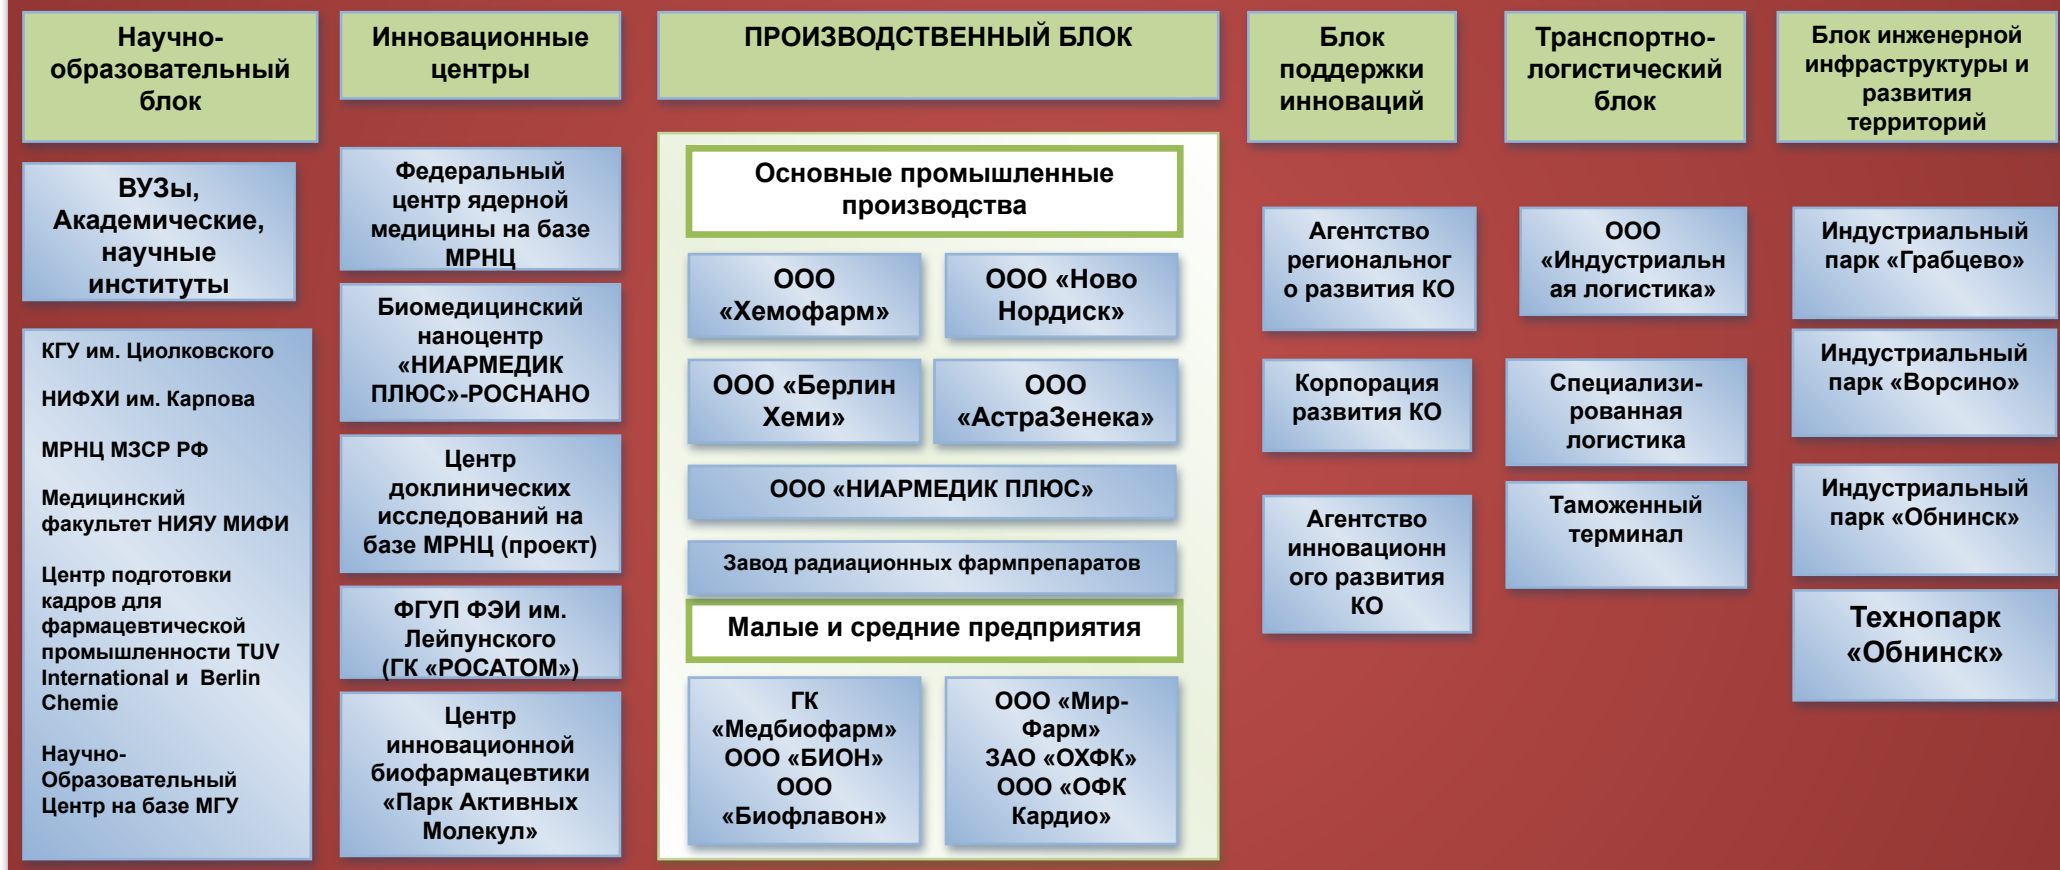 Научно-
образовательный
блок
ВУЗы,
Академические,
научные
институты
КГУ им. Циолковского
НИФХИ им. Карпова
МРНЦ МЗСР РФ
Медицинский
факультет НИЯУ МИФИ
Центр подготовки
кадров для
фармацевтической
промышленности TUV
International и Berlin
Chemie
Научно-
Образовательный
Центр на базе МГУ
Инновационные
центры
Федеральный
центр ядерной
медицины на базе
МРНЦ
Биомедицинский
наноцентр
«НИАРМЕДИК
ПЛЮС»-РОСНАНО
Центр
доклинических
исследований на
базе МРНЦ (проект)
ФГУП ФЭИ им.
Лейпунского
(ГК «РОСАТОМ»)
Центр
инновационной
биофармацевтики
«Парк Активных
Молекул»
ПРОИЗВОДСТВЕННЫЙ БЛОК
Основные промышленные
производства
ООО
«Хемофарм»
ООО «Ново
Нордиск»
ООО «Берлин
Хеми»
ООО
«АстраЗенека»
ООО «НИАРМЕДИК ПЛЮС»
Завод радиационных фармпрепаратов
Малые и средние предприятия
ГК
«Медбиофарм»
ООО «БИОН»
ООО
«Биофлавон»
ООО «Мир-
Фарм»
ЗАО «ОХФК»
ООО «ОФК
Кардио»
Блок
поддержки
инноваций
Агентство
региональног
о развития КО
Корпорация
развития КО
Агентство
инновационн
ого развития
КО
Транспортно-
логистический
блок
ООО
«Индустриальн
ая логистика»
Специализи-
рованная
логистика
Таможенный
терминал
Блок инженерной
инфраструктуры и
развития
территорий
Индустриальный
парк «Грабцево»
Индустриальный
парк «Ворсино»
Индустриальный
парк «Обнинск»
Технопарк
«Обнинск»